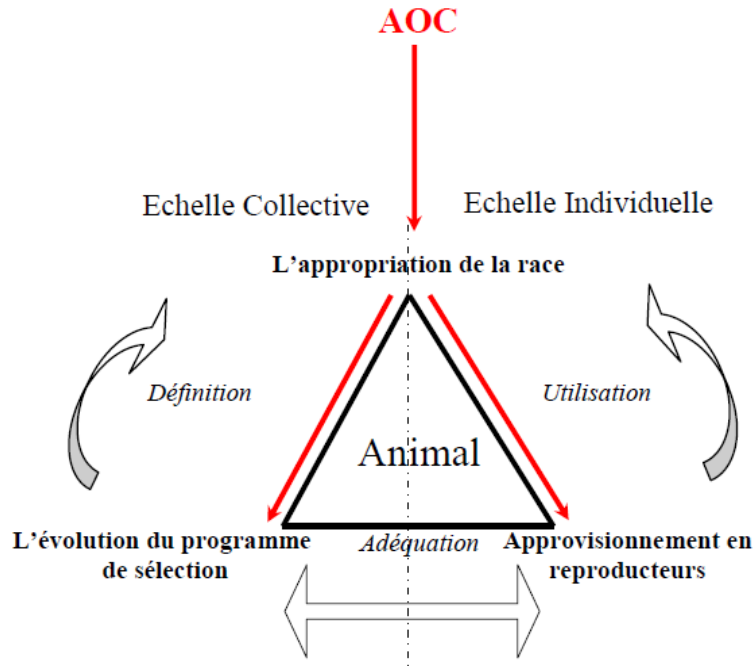 AOC
Echelle Collective
Echelle Individuelle
L'appropriation de la race
Définition
Utilisation
Animal
L'évolution du programme
de sélection
Adéquation
Approvisionnement en
reproducteurs